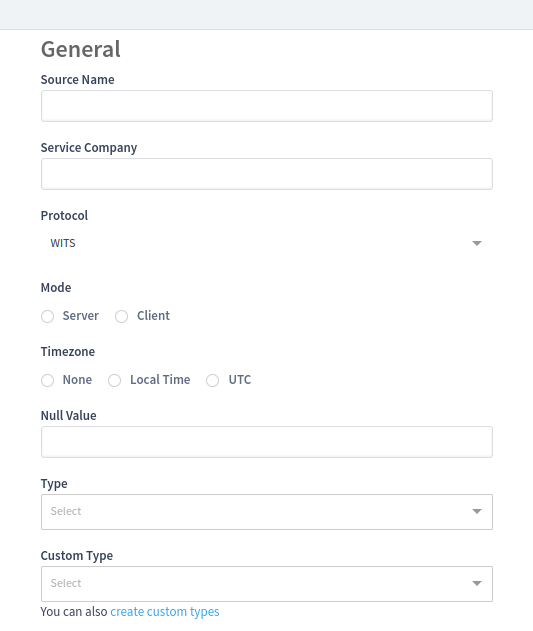 General
Source Name
Service Company
Protocol
WITS
Mode
Server Client
Timezone
None Local Time UTC
Null Value
Type
Select
Custom Type
Select
You can also create custom types